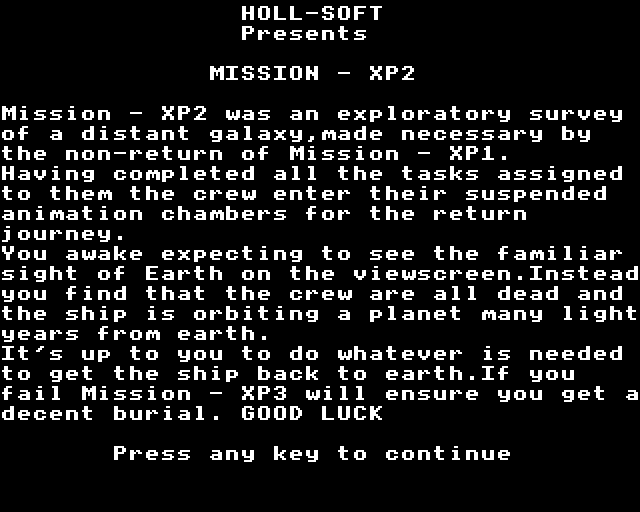 HOLL-SOFT
Presents
MISSION - XP2
Mission - XP2 was an exploratory survey
of a distant galaxy,made necessary by
the non-return of Mission - XP1.
Having completed all the tasks assigned
to them the crew enter their suspended
animation chambers for the return
journey.
You awake expecting to see the familiar
sight of Earth on the viewscreen.Instead
you find that the crew are all dead and
the ship is orbiting a planet many light
years from earth.
It's up to you to do whatever is needed
to get the ship back to earth.If you
fail Mission - XP3 will ensure you get a
decent burial. GOOD LUCK
Press any key to continue